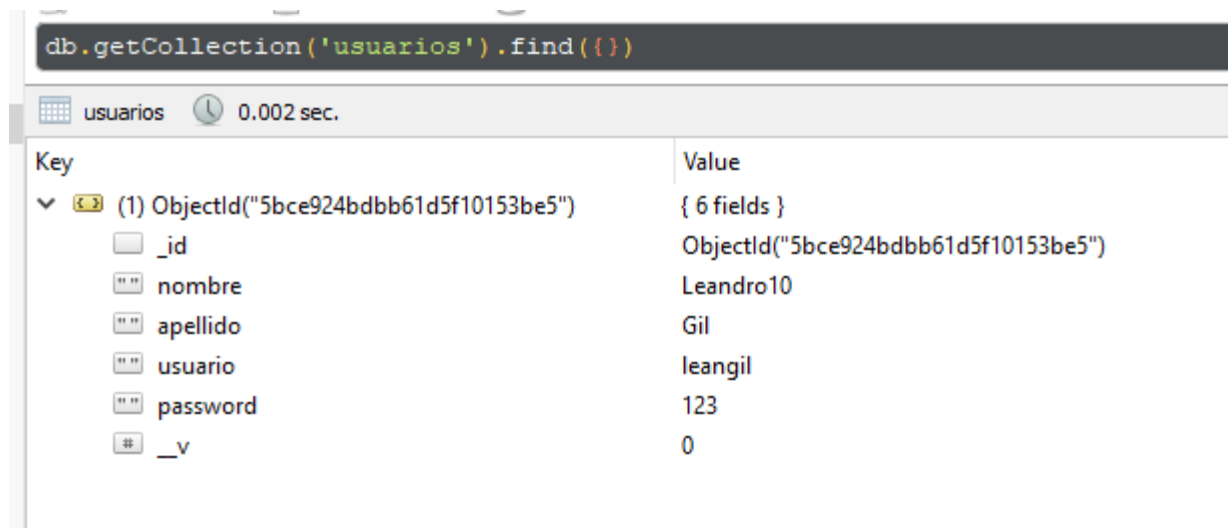 db.getCollection('usuarios').find({})
usuarios 0.002 sec.
Key Value
(1) ObjectId("5bce924bdbb61d5f10153be5") { 6 fields }
_id ObjectId("5bce924bdbb61d5f10153be5")
"" nombre Leandro10
"" apellido Gil
"" usuario leangil
"" password 123
# __v 0